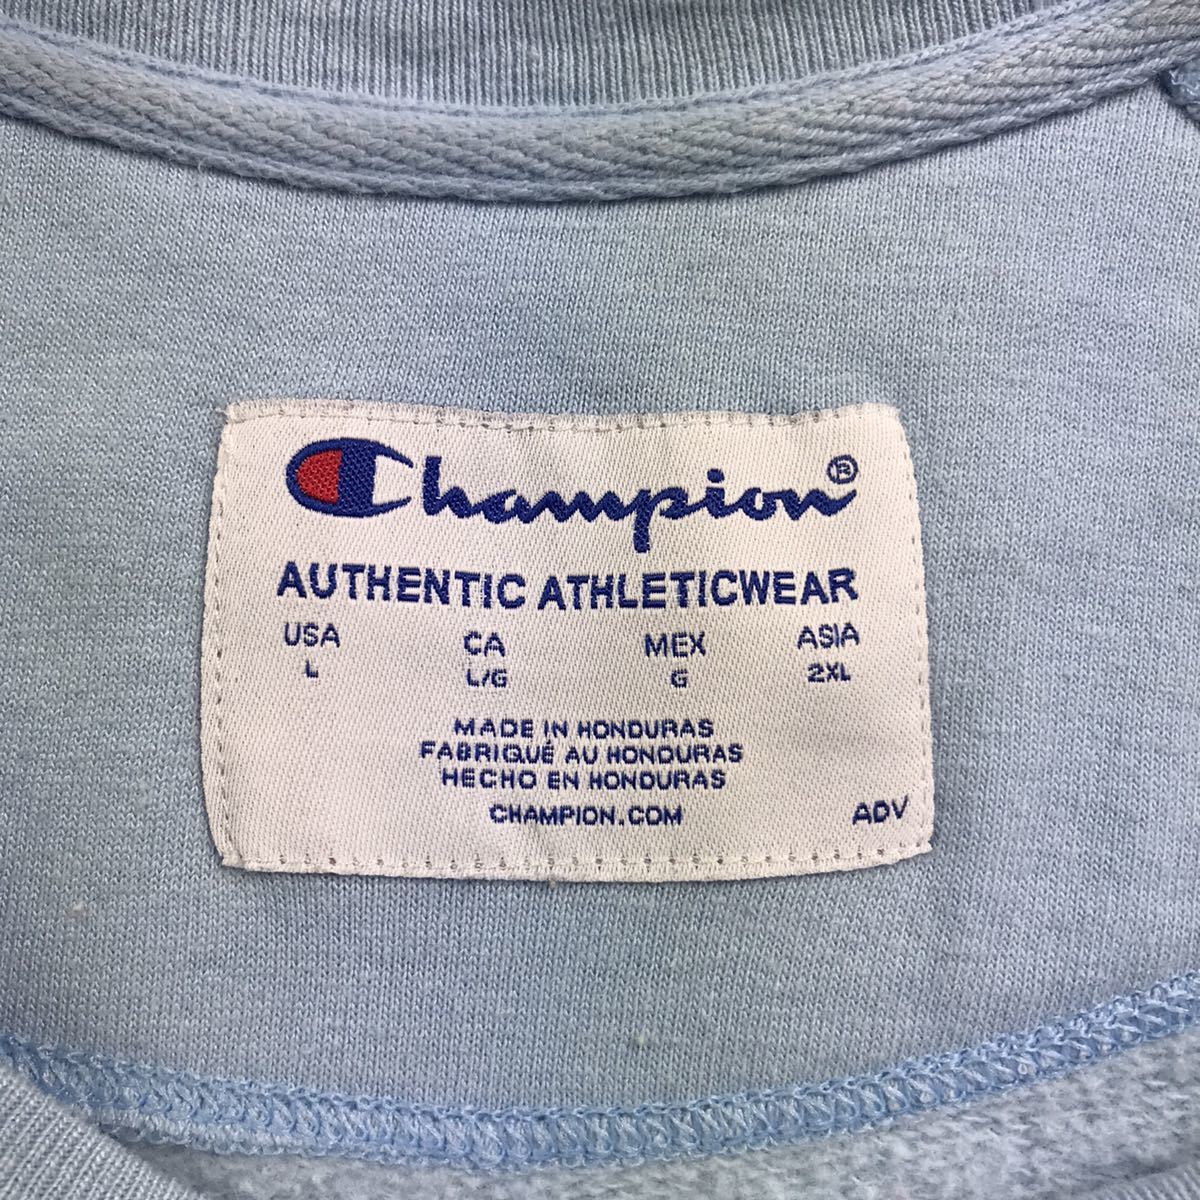 Champion®
AUTHENTIC ATHLETICWEAR
USA CA MEX ASIA
L L/G G 2XL
MADE IN HONDURAS
FABRIQUÉ AU HONDURAS
HECHO EN HONDURAS
CHAMPION.COM ADV